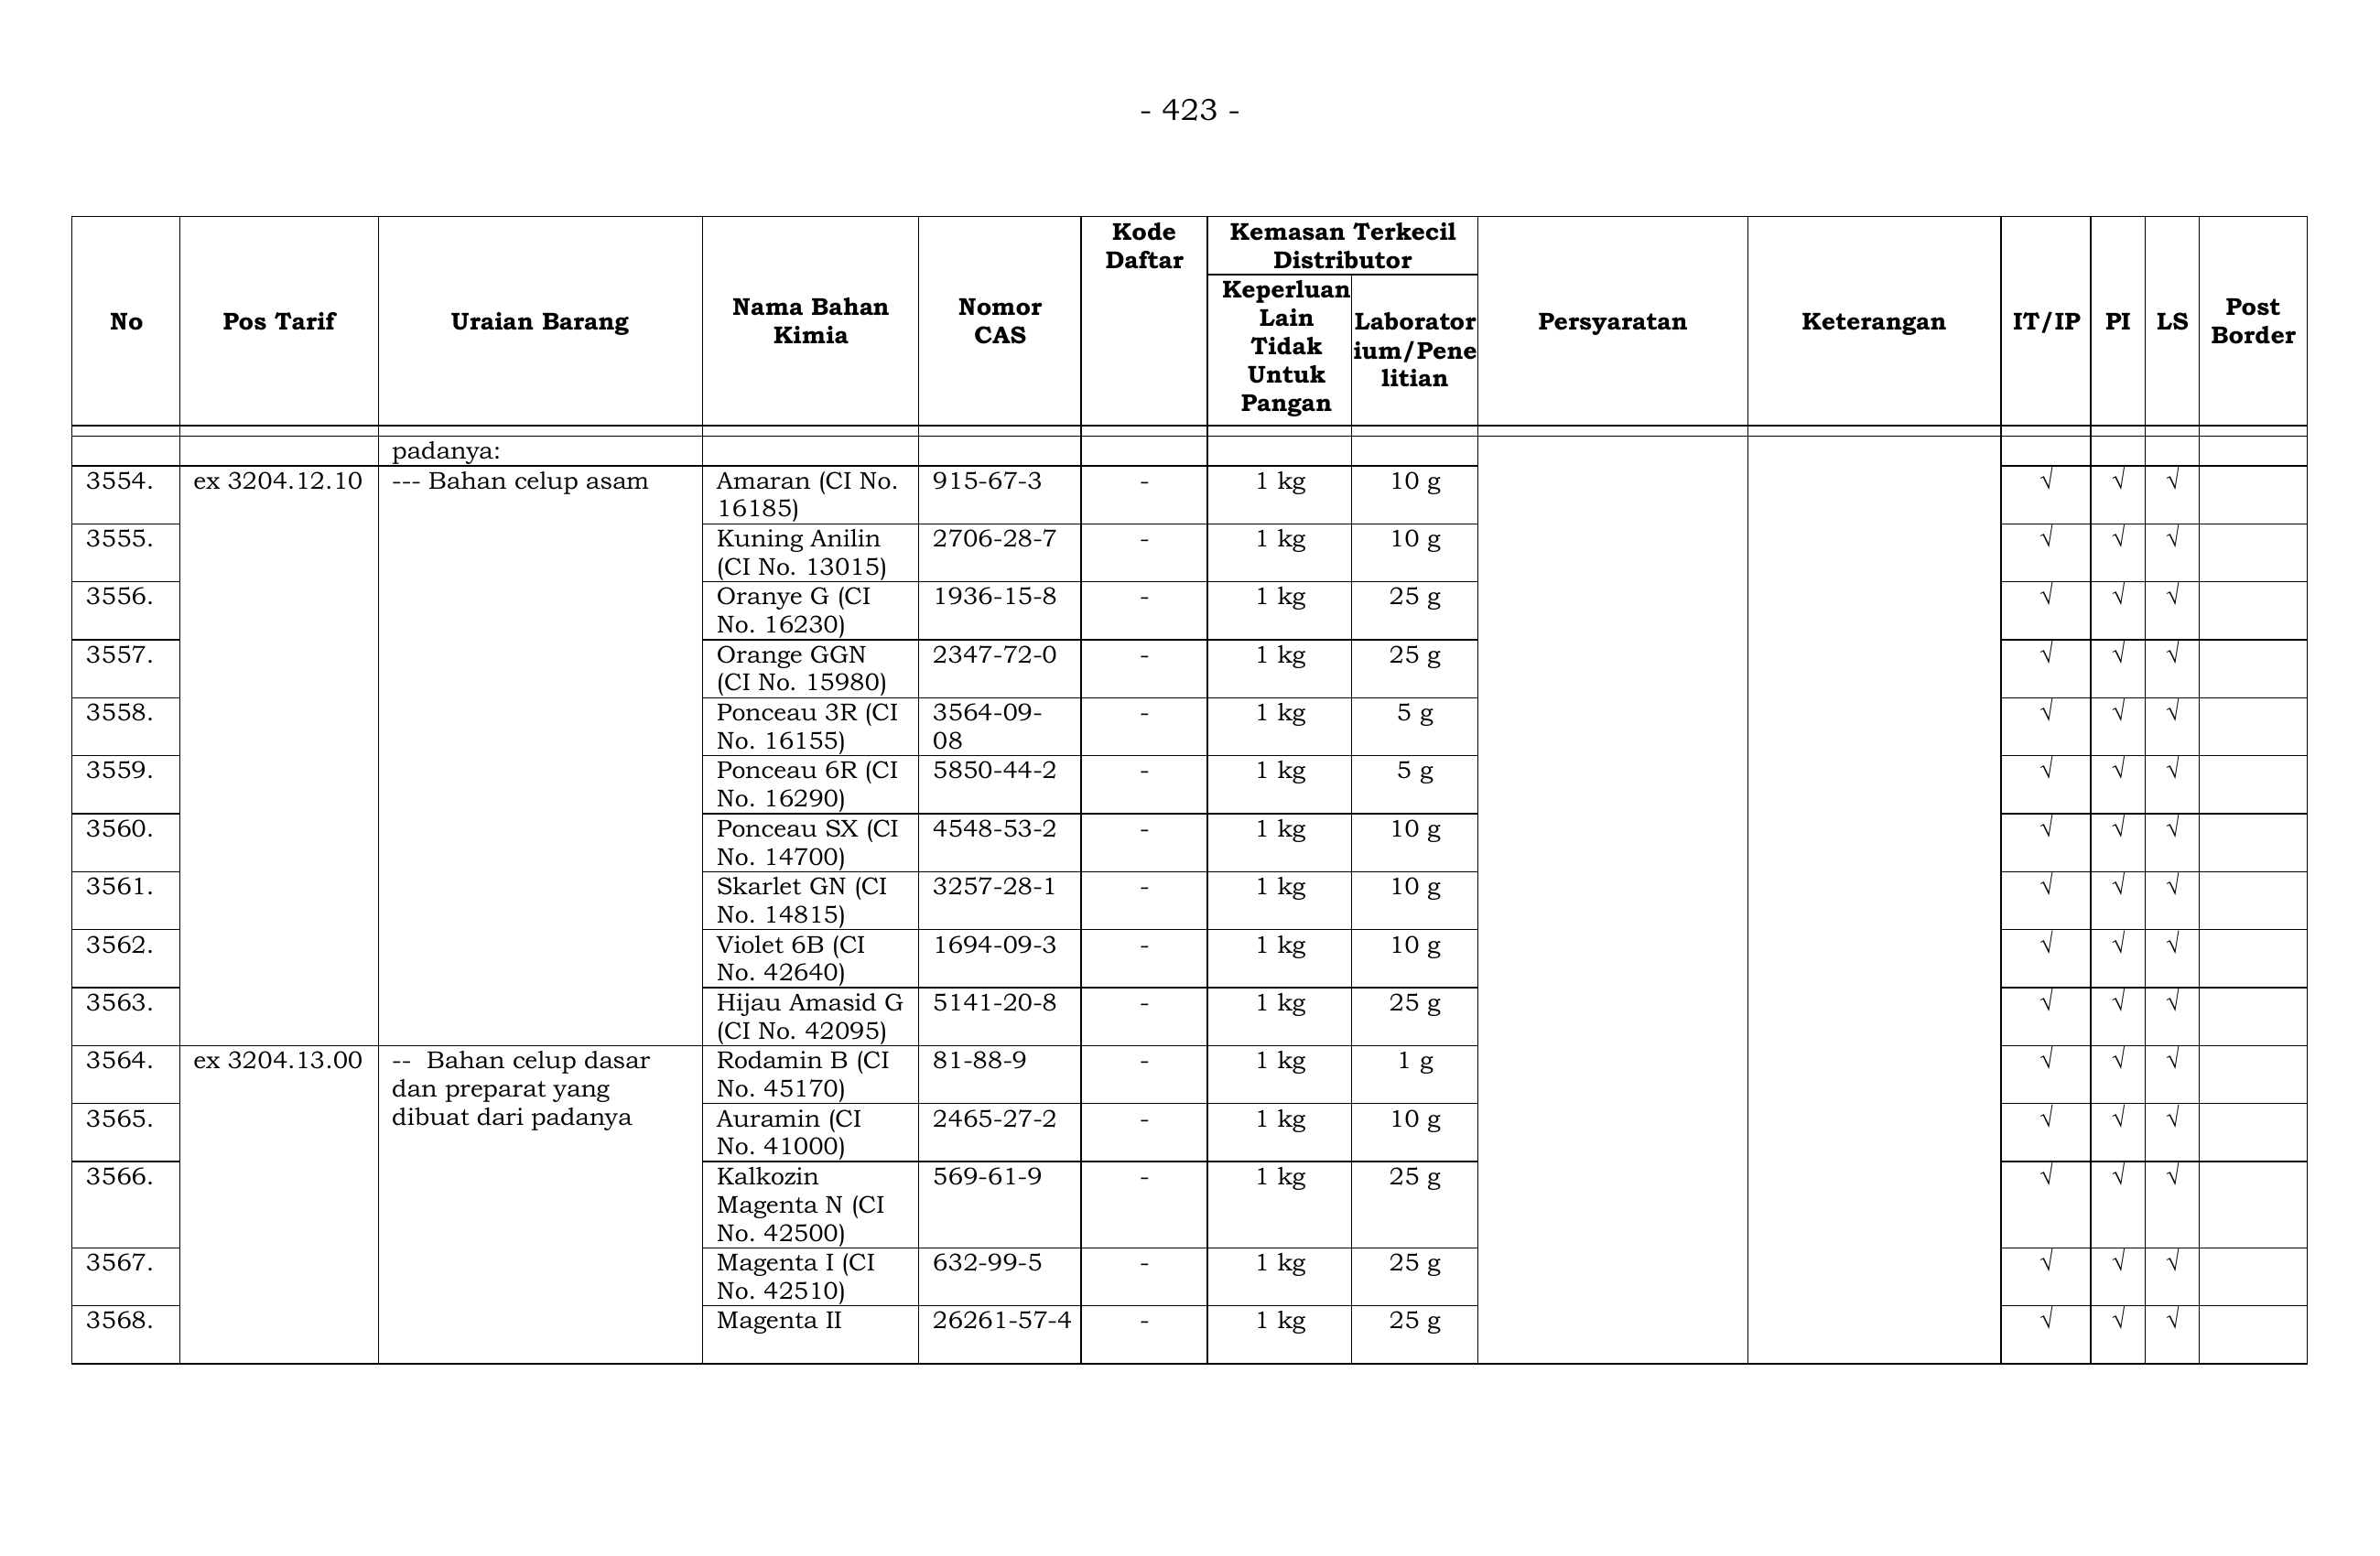 - 423 -
No
Pos Tarif
Uraian Barang
Nama Bahan
Kimia
Nomor
CAS
Kode
Daftar
Kemasan Terkecil
Distributor
Keperluan
Lain
Tidak
Untuk
Pangan
Laborator
ium/Pene
litian
Persyaratan
Keterangan
IT/IP
PI
LS
Post
Border
padanya:
3554. ex 3204.12.10 --- Bahan celup asam Amaran (CI No. 915-67-3 - 1 kg 10 g √ √ √
16185)
3555. Kuning Anilin 2706-28-7 - 1 kg 10 g √ √ √
(CI No. 13015)
3556. Oranye G (CI 1936-15-8 - 1 kg 25 g √ √ √
No. 16230)
3557. Orange GGN 2347-72-0 - 1 kg 25 g √ √ √
(CI No. 15980)
3558. Ponceau 3R (CI 3564-09- - 1 kg 5 g √ √ √
No. 16155) 08
3559. Ponceau 6R (CI 5850-44-2 - 1 kg 5 g √ √ √
No. 16290)
3560. Ponceau SX (CI 4548-53-2 - 1 kg 10 g √ √ √
No. 14700)
3561. Skarlet GN (CI 3257-28-1 - 1 kg 10 g √ √ √
No. 14815)
3562. Violet 6B (CI 1694-09-3 - 1 kg 10 g √ √ √
No. 42640)
3563. Hijau Amasid G 5141-20-8 - 1 kg 25 g √ √ √
(CI No. 42095)
3564. ex 3204.13.00 -- Bahan celup dasar Rodamin B (CI 81-88-9 - 1 kg 1 g √ √ √
dan preparat yang No. 45170)
3565. dibuat dari padanya Auramin (CI 2465-27-2 - 1 kg 10 g √ √ √
No. 41000)
3566. Kalkozin 569-61-9 - 1 kg 25 g √ √ √
Magenta N (CI
No. 42500)
3567. Magenta I (CI 632-99-5 - 1 kg 25 g √ √ √
No. 42510)
3568. Magenta II 26261-57-4 - 1 kg 25 g √ √ √